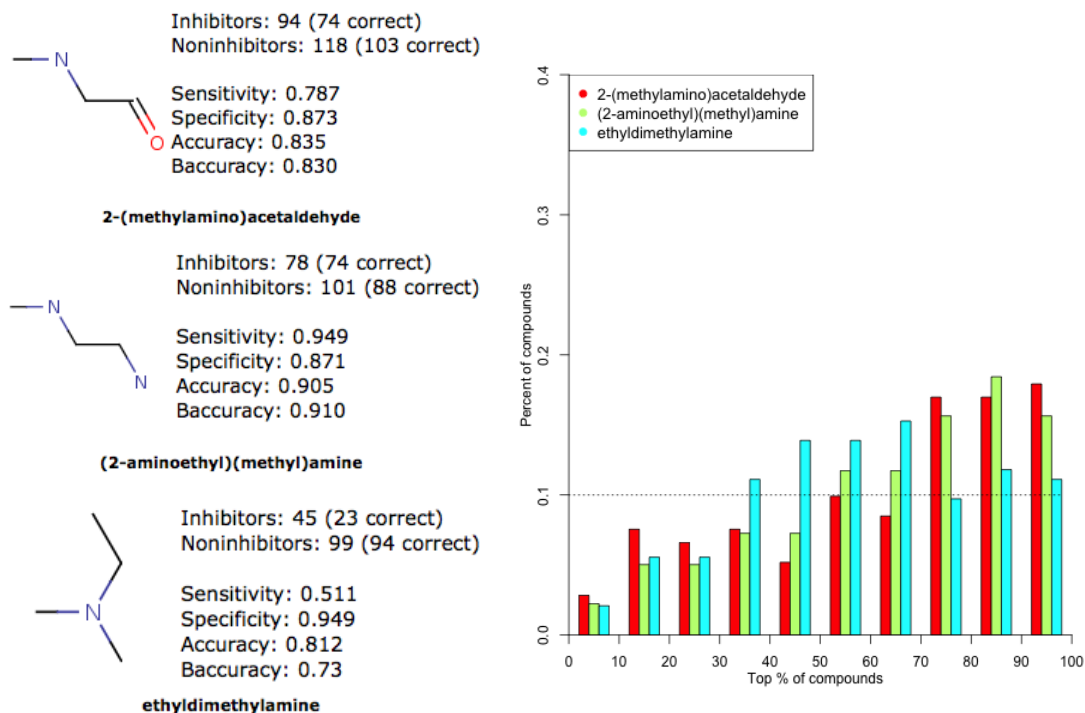 Inhibitors: 94 (74 correct)
Noninhibitors: 118 (103 correct)
N
O
Sensitivity: 0.787
Specificity: 0.873
Accuracy: 0.835
Baccuracy: 0.830
2-(methylamino)acetaldehyde
Inhibitors: 78 (74 correct)
Noninhibitors: 101 (88 correct)
N
N
Sensitivity: 0.949
Specificity: 0.871
Accuracy: 0.905
Baccuracy: 0.910
(2-aminoethyl)(methyl)amine
Inhibitors: 45 (23 correct)
Noninhibitors: 99 (94 correct)
N
Sensitivity: 0.511
Specificity: 0.949
Accuracy: 0.812
Baccuracy: 0.73
ethyldimethylamine
2-(methylamino)acetaldehyde
(2-aminoethyl)(methyl)amine
ethyldimethylamine
Percent of compounds
0.4
0.3
0.2
0.1
0.0
0 10 20 30 40 50 60 70 80 90 100
Top % of compounds